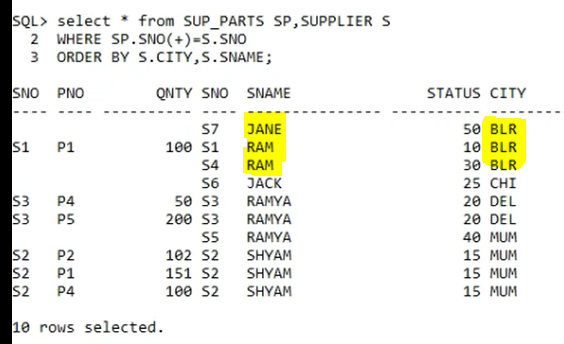 SQL> select * from SUP_PARTS SP,SUPPLIER S
2 WHERE SP.SNO(+)=S.SNO
3 ORDER BY S.CITY,S.SNAME;
SNO PNO QNTY SNO SNAME STATUS CITY
---- ---- ---------- ---- --------------- ---------- ----------
S7 JANE 50 BLR
S1 P1 100 S1 RAM 10 BLR
S4 RAM 30 BLR
S6 JACK 25 CHI
S3 P4 50 S3 RAMYA 20 DEL
S3 P5 200 S3 RAMYA 20 DEL
S5 RAMYA 40 MUM
S2 P2 102 S2 SHYAM 15 MUM
S2 P1 151 S2 SHYAM 15 MUM
S2 P4 100 S2 SHYAM 15 MUM
10 rows selected.